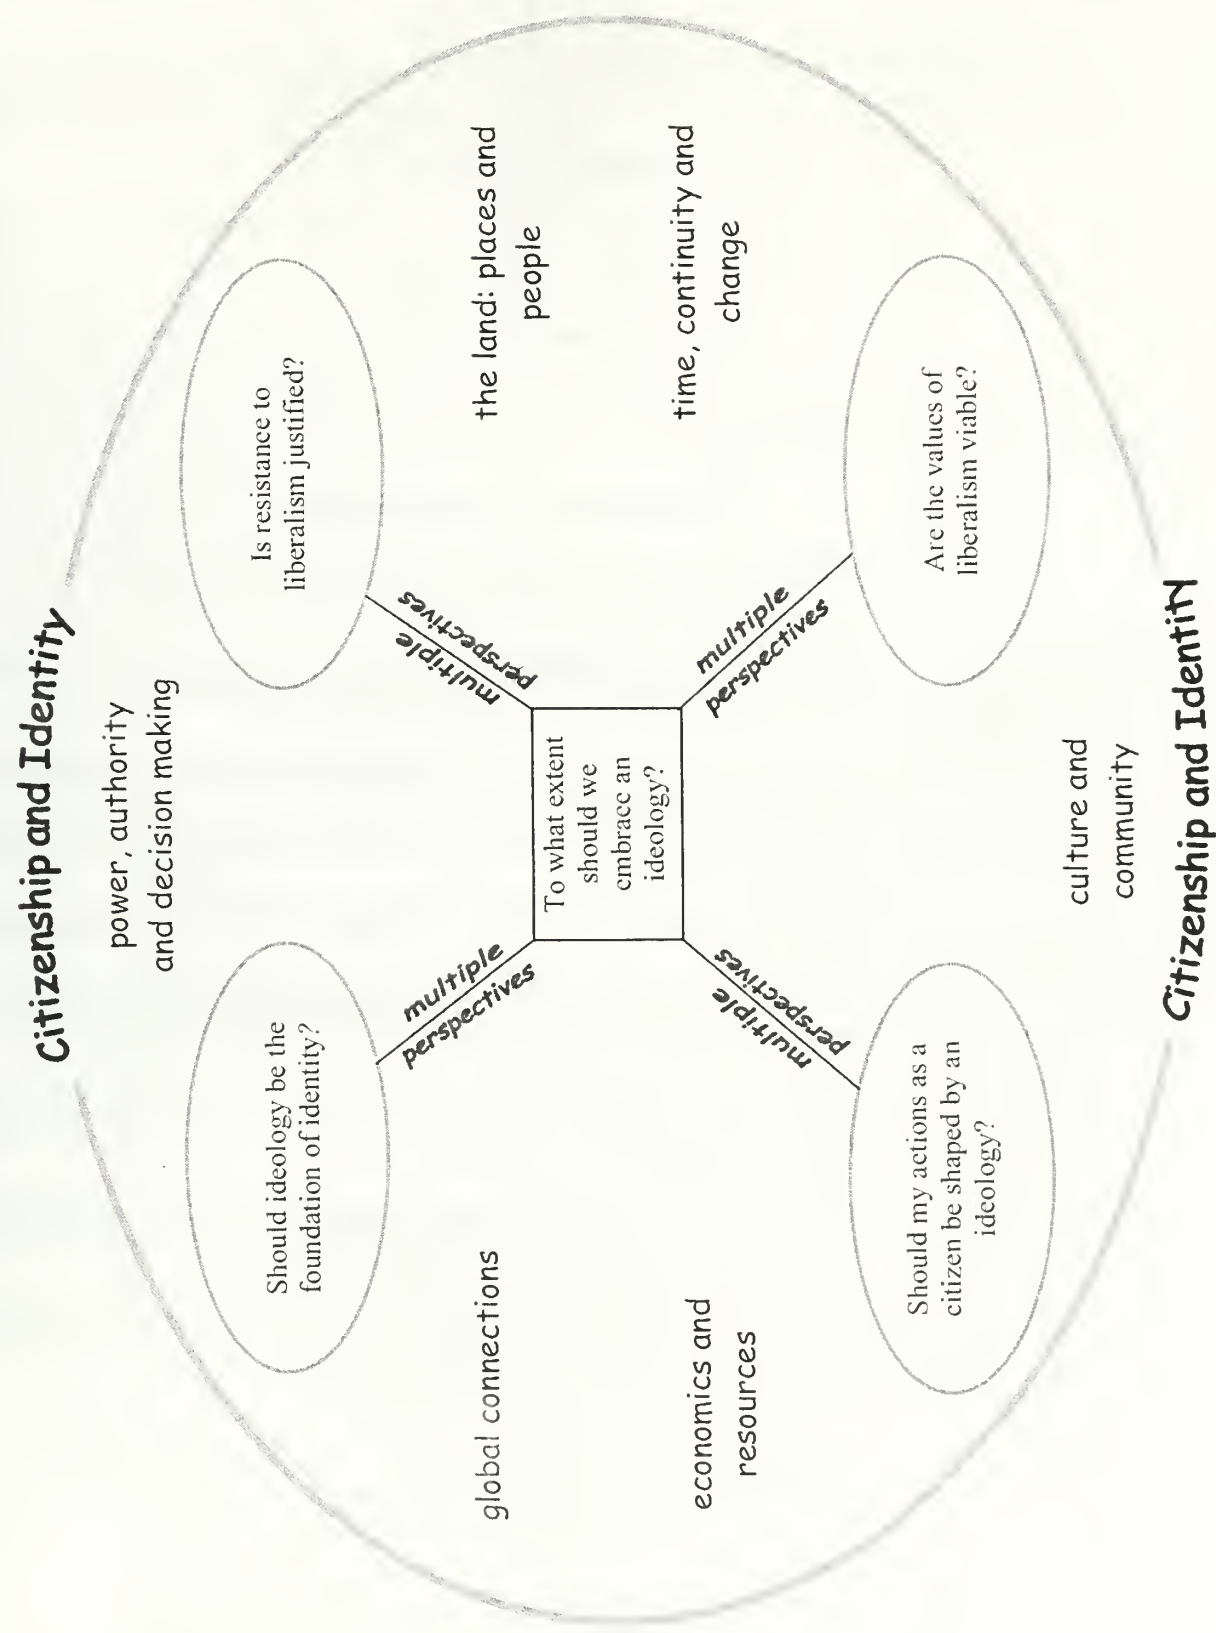 Citizenship and Identity
power, authority
and decision making
Should ideology be the
foundation of identity?
Is resistance to
liberalism justified?
multiple
perspectives
multiple
perspectives
global connections
the land: places and
people
To what extent
should we
embrace an
ideology?
economics and
resources
time, continuity and
change
multiple
perspectives
multiple
perspectives
Should my actions as a
citizen be shaped by an
ideology?
Are the values of
liberalism viable?
culture and
community
Citizenship and Identity